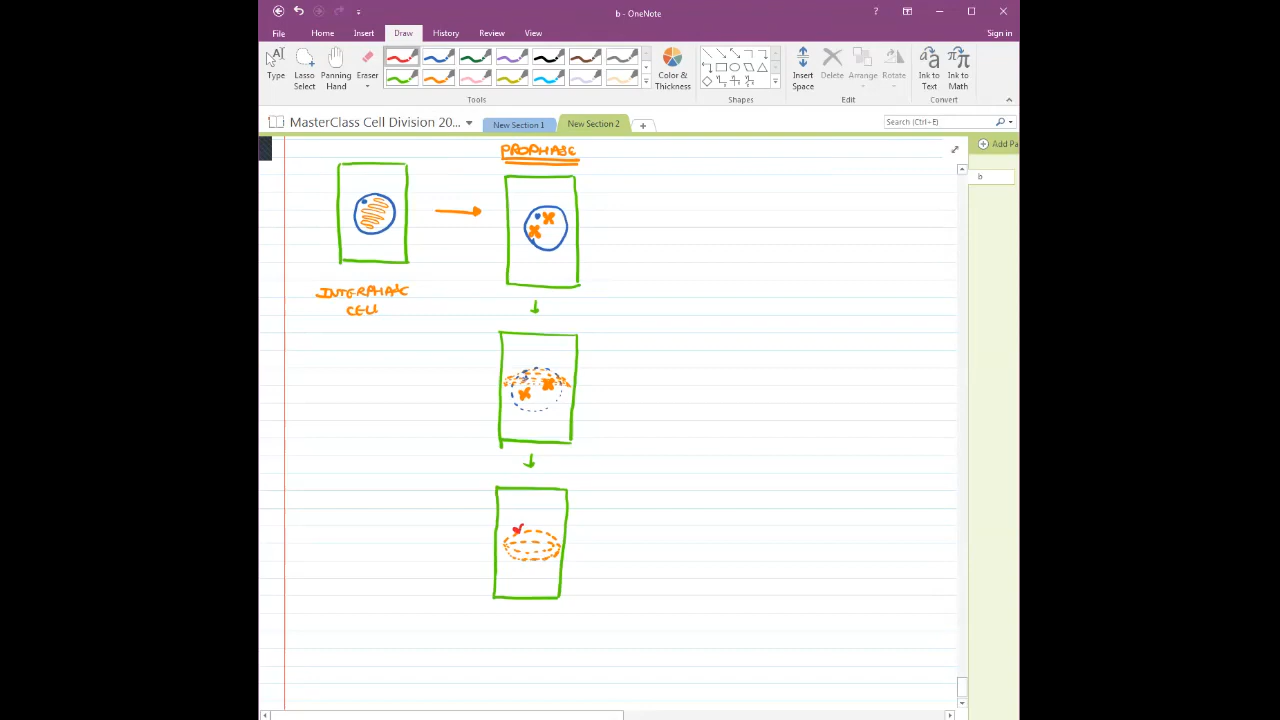 b - OneNote
?
Sign in
File
Home
Insert
Draw
History
Review
View
Type
Lasso Select
Panning Hand
Eraser
Color & Thickness
Insert Space
Delete
Arrange
Rotate
Ink to Text
Ink to Math
Tools
Shapes
Edit
Convert
MasterClass Cell Division 20...
New Section 1
New Section 2
Search (Ctrl+E)
Add Pa
b
PROPHASE
INTERPHASE
CELL